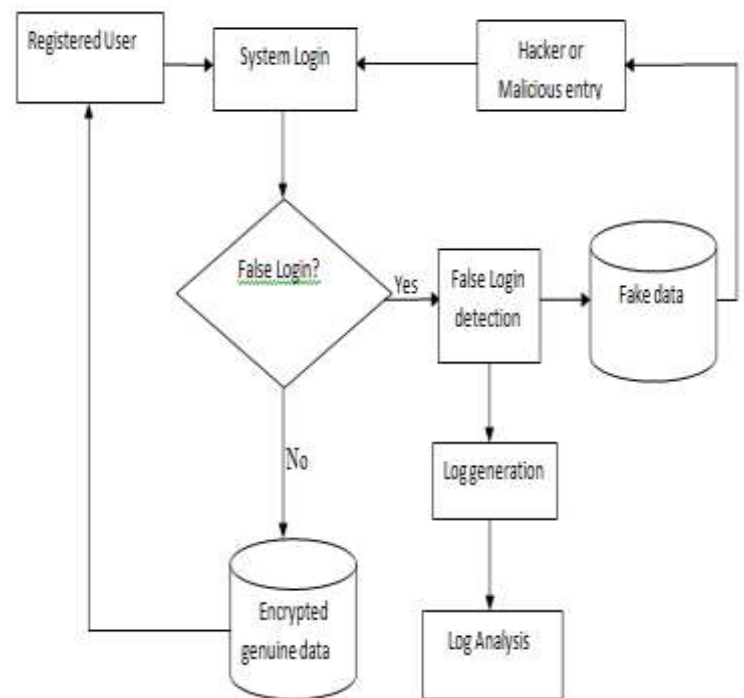 Registered User
System Login
Hacker or
Malicious entry
False Login?
Yes
False Login
detection
Fake data
No
Log generation
Encrypted
genuine data
Log Analysis